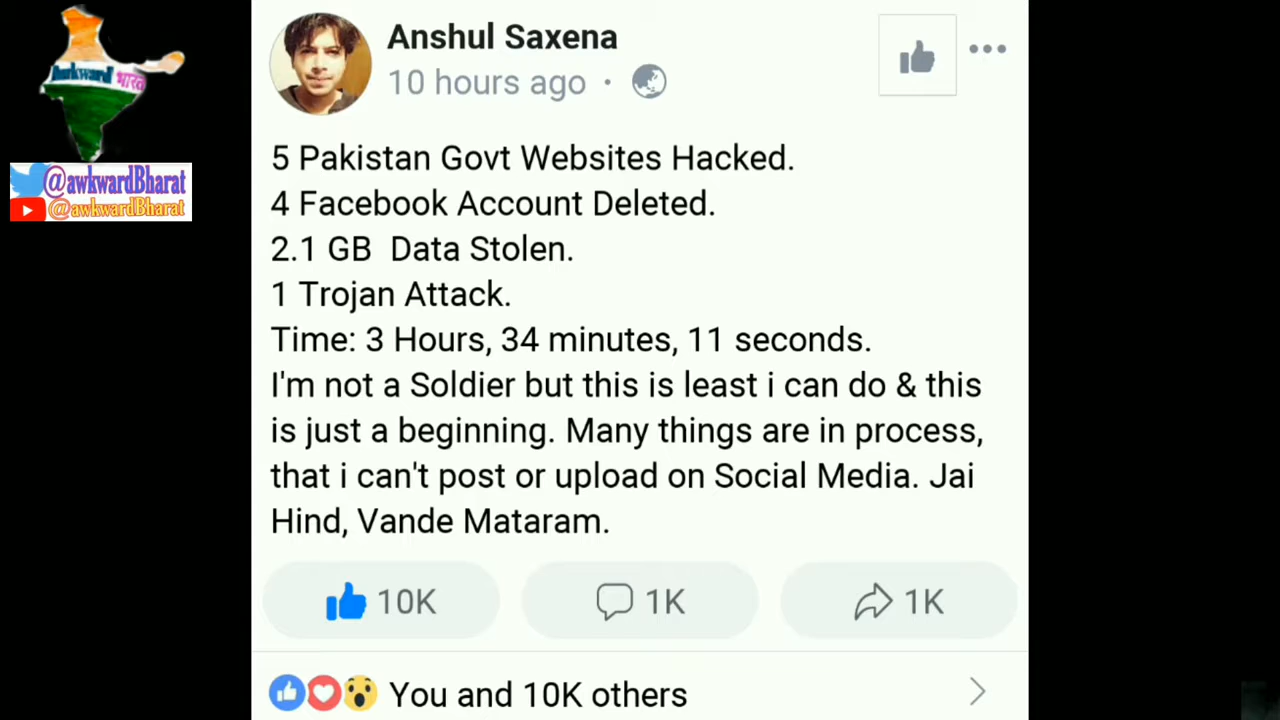 Awkward भारत
@awkwardBharat
@awkwardBharat
Anshul Saxena
10 hours ago ·
5 Pakistan Govt Websites Hacked.
4 Facebook Account Deleted.
2.1 GB  Data Stolen.
1 Trojan Attack.
Time: 3 Hours, 34 minutes, 11 seconds.
I'm not a Soldier but this is least i can do & this
is just a beginning. Many things are in process,
that i can't post or upload on Social Media. Jai
Hind, Vande Mataram.
10K 1K 1K
You and 10K others